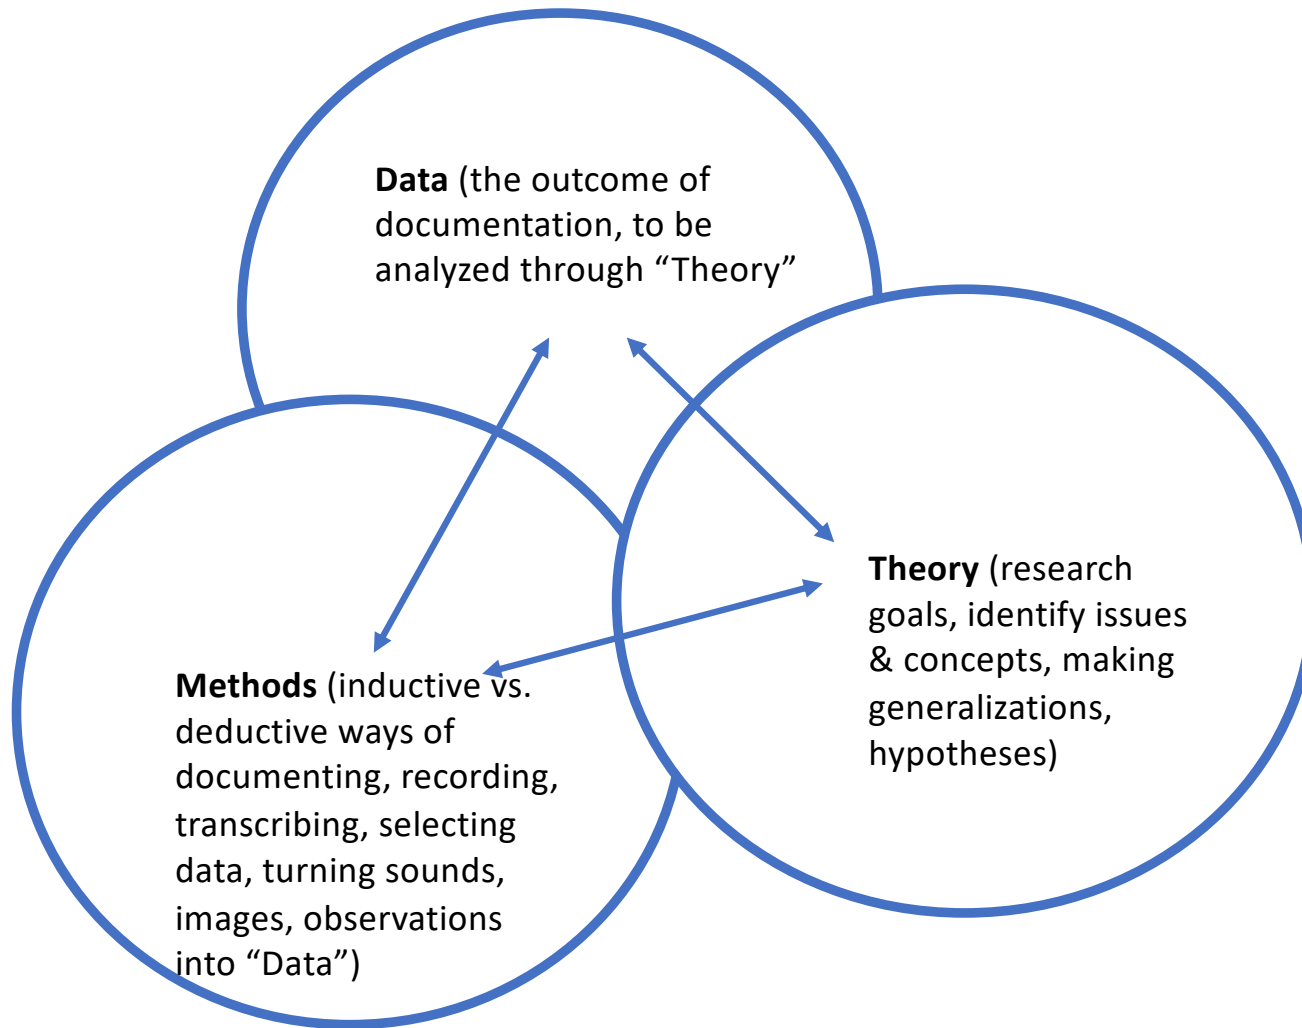 Data (the outcome of
documentation, to be
analyzed through “Theory”
Theory (research
goals, identify issues
& concepts, making
generalizations,
hypotheses)
Methods (inductive vs.
deductive ways of
documenting, recording,
transcribing, selecting
data, turning sounds,
images, observations
into “Data”)